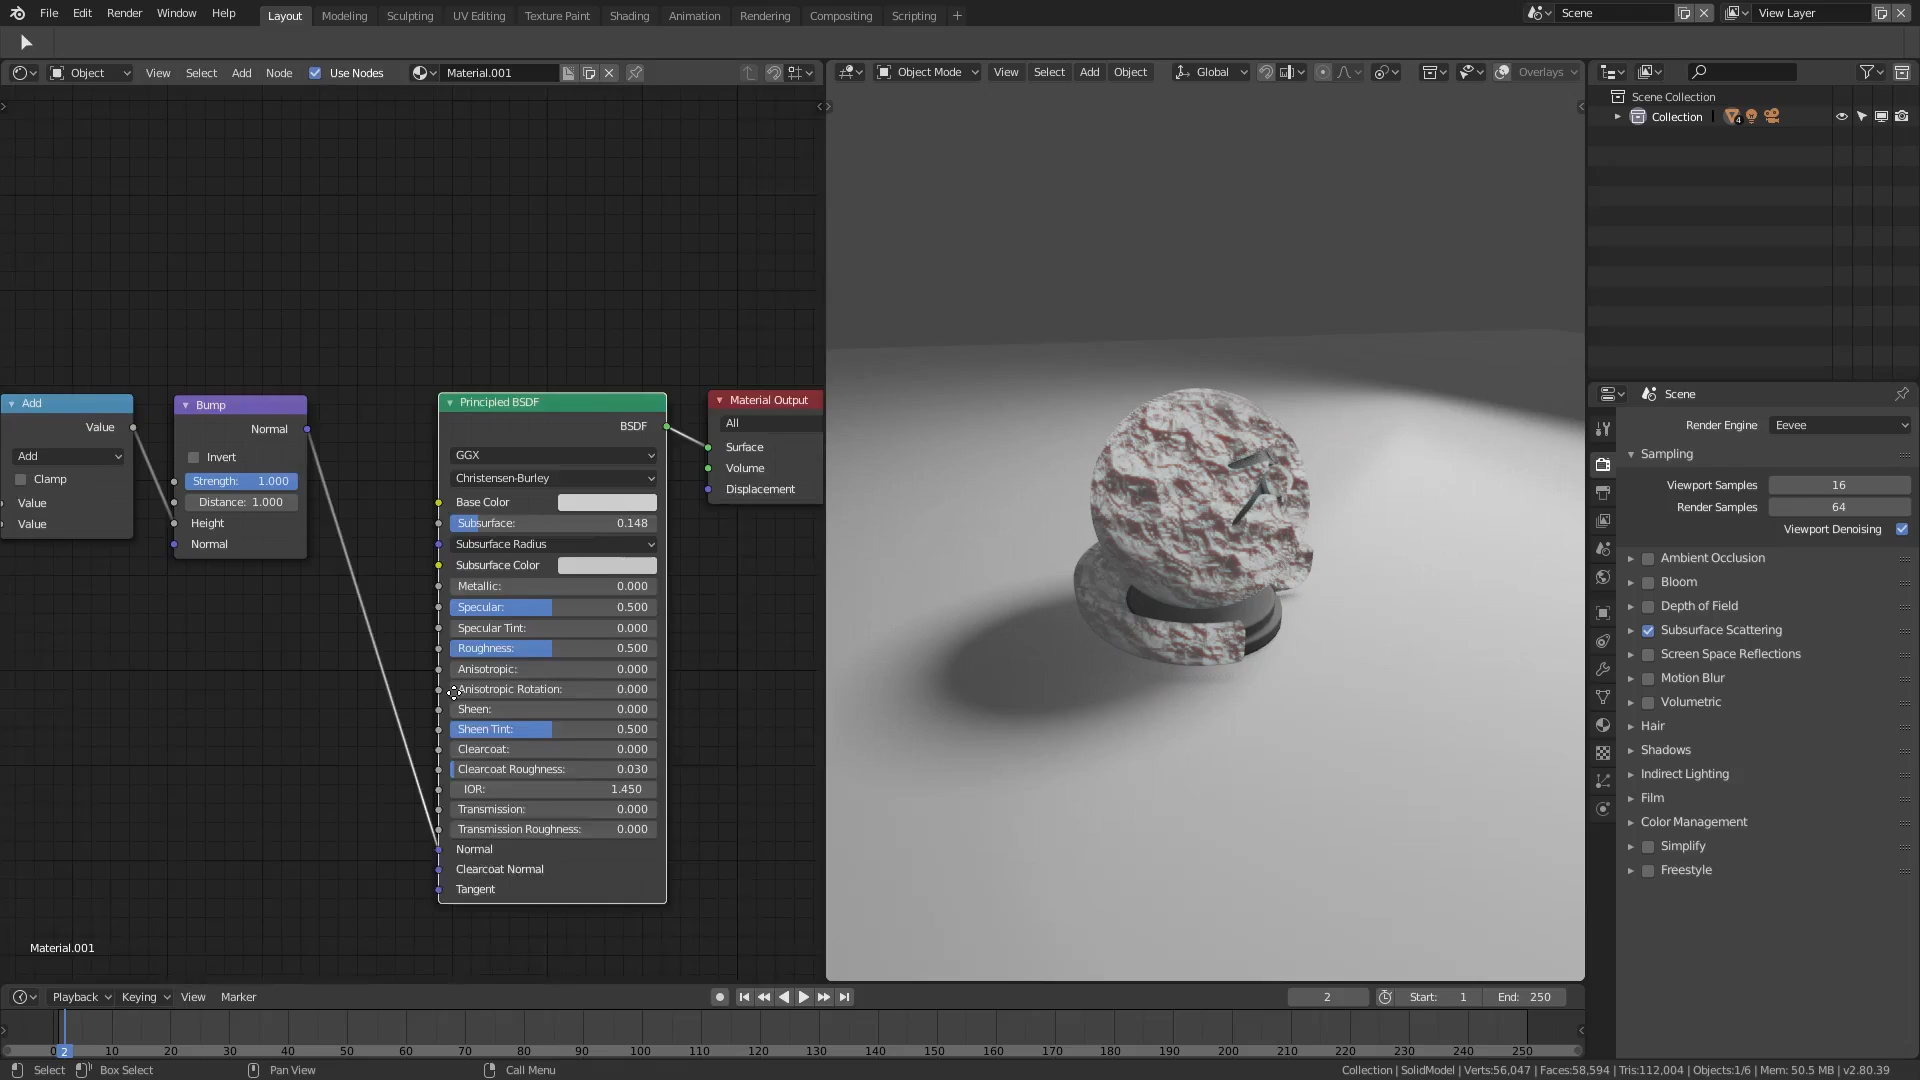 File Edit Render Window Help Layout Modeling Sculpting UV Editing Texture Paint Shading Animation Rendering Compositing Scripting + Scene View Layer
Object View Select Add Node Use Nodes Material.001
Object Mode View Select Add Object Global Overlays
Scene Collection
Collection 4
Add
Value
Add
Clamp
Value
Value
Bump
Normal
Invert
Strength: 1.000
Distance: 1.000
Height
Normal
Principled BSDF
BSDF
GGX
Christensen-Burley
Base Color
Subsurface: 0.148
Subsurface Radius
Subsurface Color
Metallic: 0.000
Specular: 0.500
Specular Tint: 0.000
Roughness: 0.500
Anisotropic: 0.000
Anisotropic Rotation: 0.000
Sheen: 0.000
Sheen Tint: 0.500
Clearcoat: 0.000
Clearcoat Roughness: 0.030
IOR: 1.450
Transmission: 0.000
Transmission Roughness: 0.000
Normal
Clearcoat Normal
Tangent
Material Output
All
Surface
Volume
Displacement
Material.001
Scene
Render Engine Eevee
Sampling
Viewport Samples 16
Render Samples 64
Viewport Denoising
Ambient Occlusion
Bloom
Depth of Field
Subsurface Scattering
Screen Space Reflections
Motion Blur
Volumetric
Hair
Shadows
Indirect Lighting
Film
Color Management
Simplify
Freestyle
Playback Keying View Marker 2 Start: 1 End: 250
0 2 10 20 30 40 50 60 70 80 90 100 110 120 130 140 150 160 170 180 190 200 210 220 230 240 250
Select Box Select Pan View Call Menu Collection | SolidModel | Verts:56,047 | Faces:58,594 | Tris:112,004 | Objects:1/6 | Mem: 50.5 MB | v2.80.39